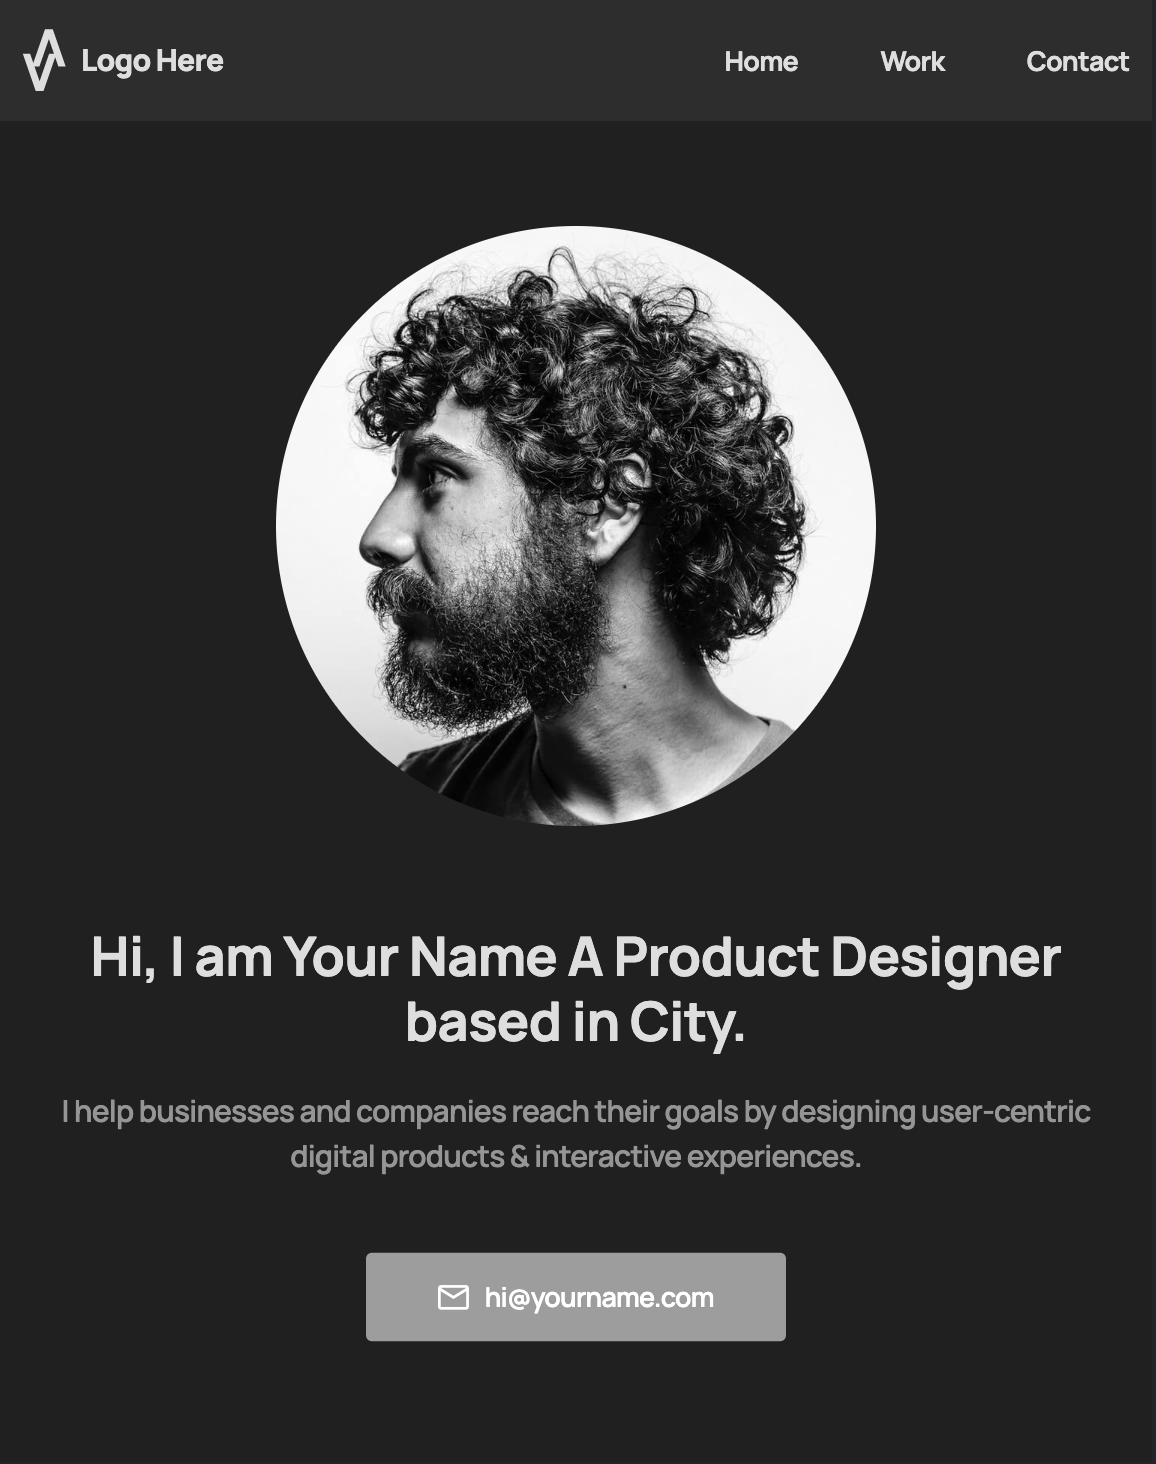 Logo Here
Home Work Contact
Hi, I am Your Name A Product Designer
based in City.
I help businesses and companies reach their goals by designing user-centric
digital products & interactive experiences.
hi@yourname.com